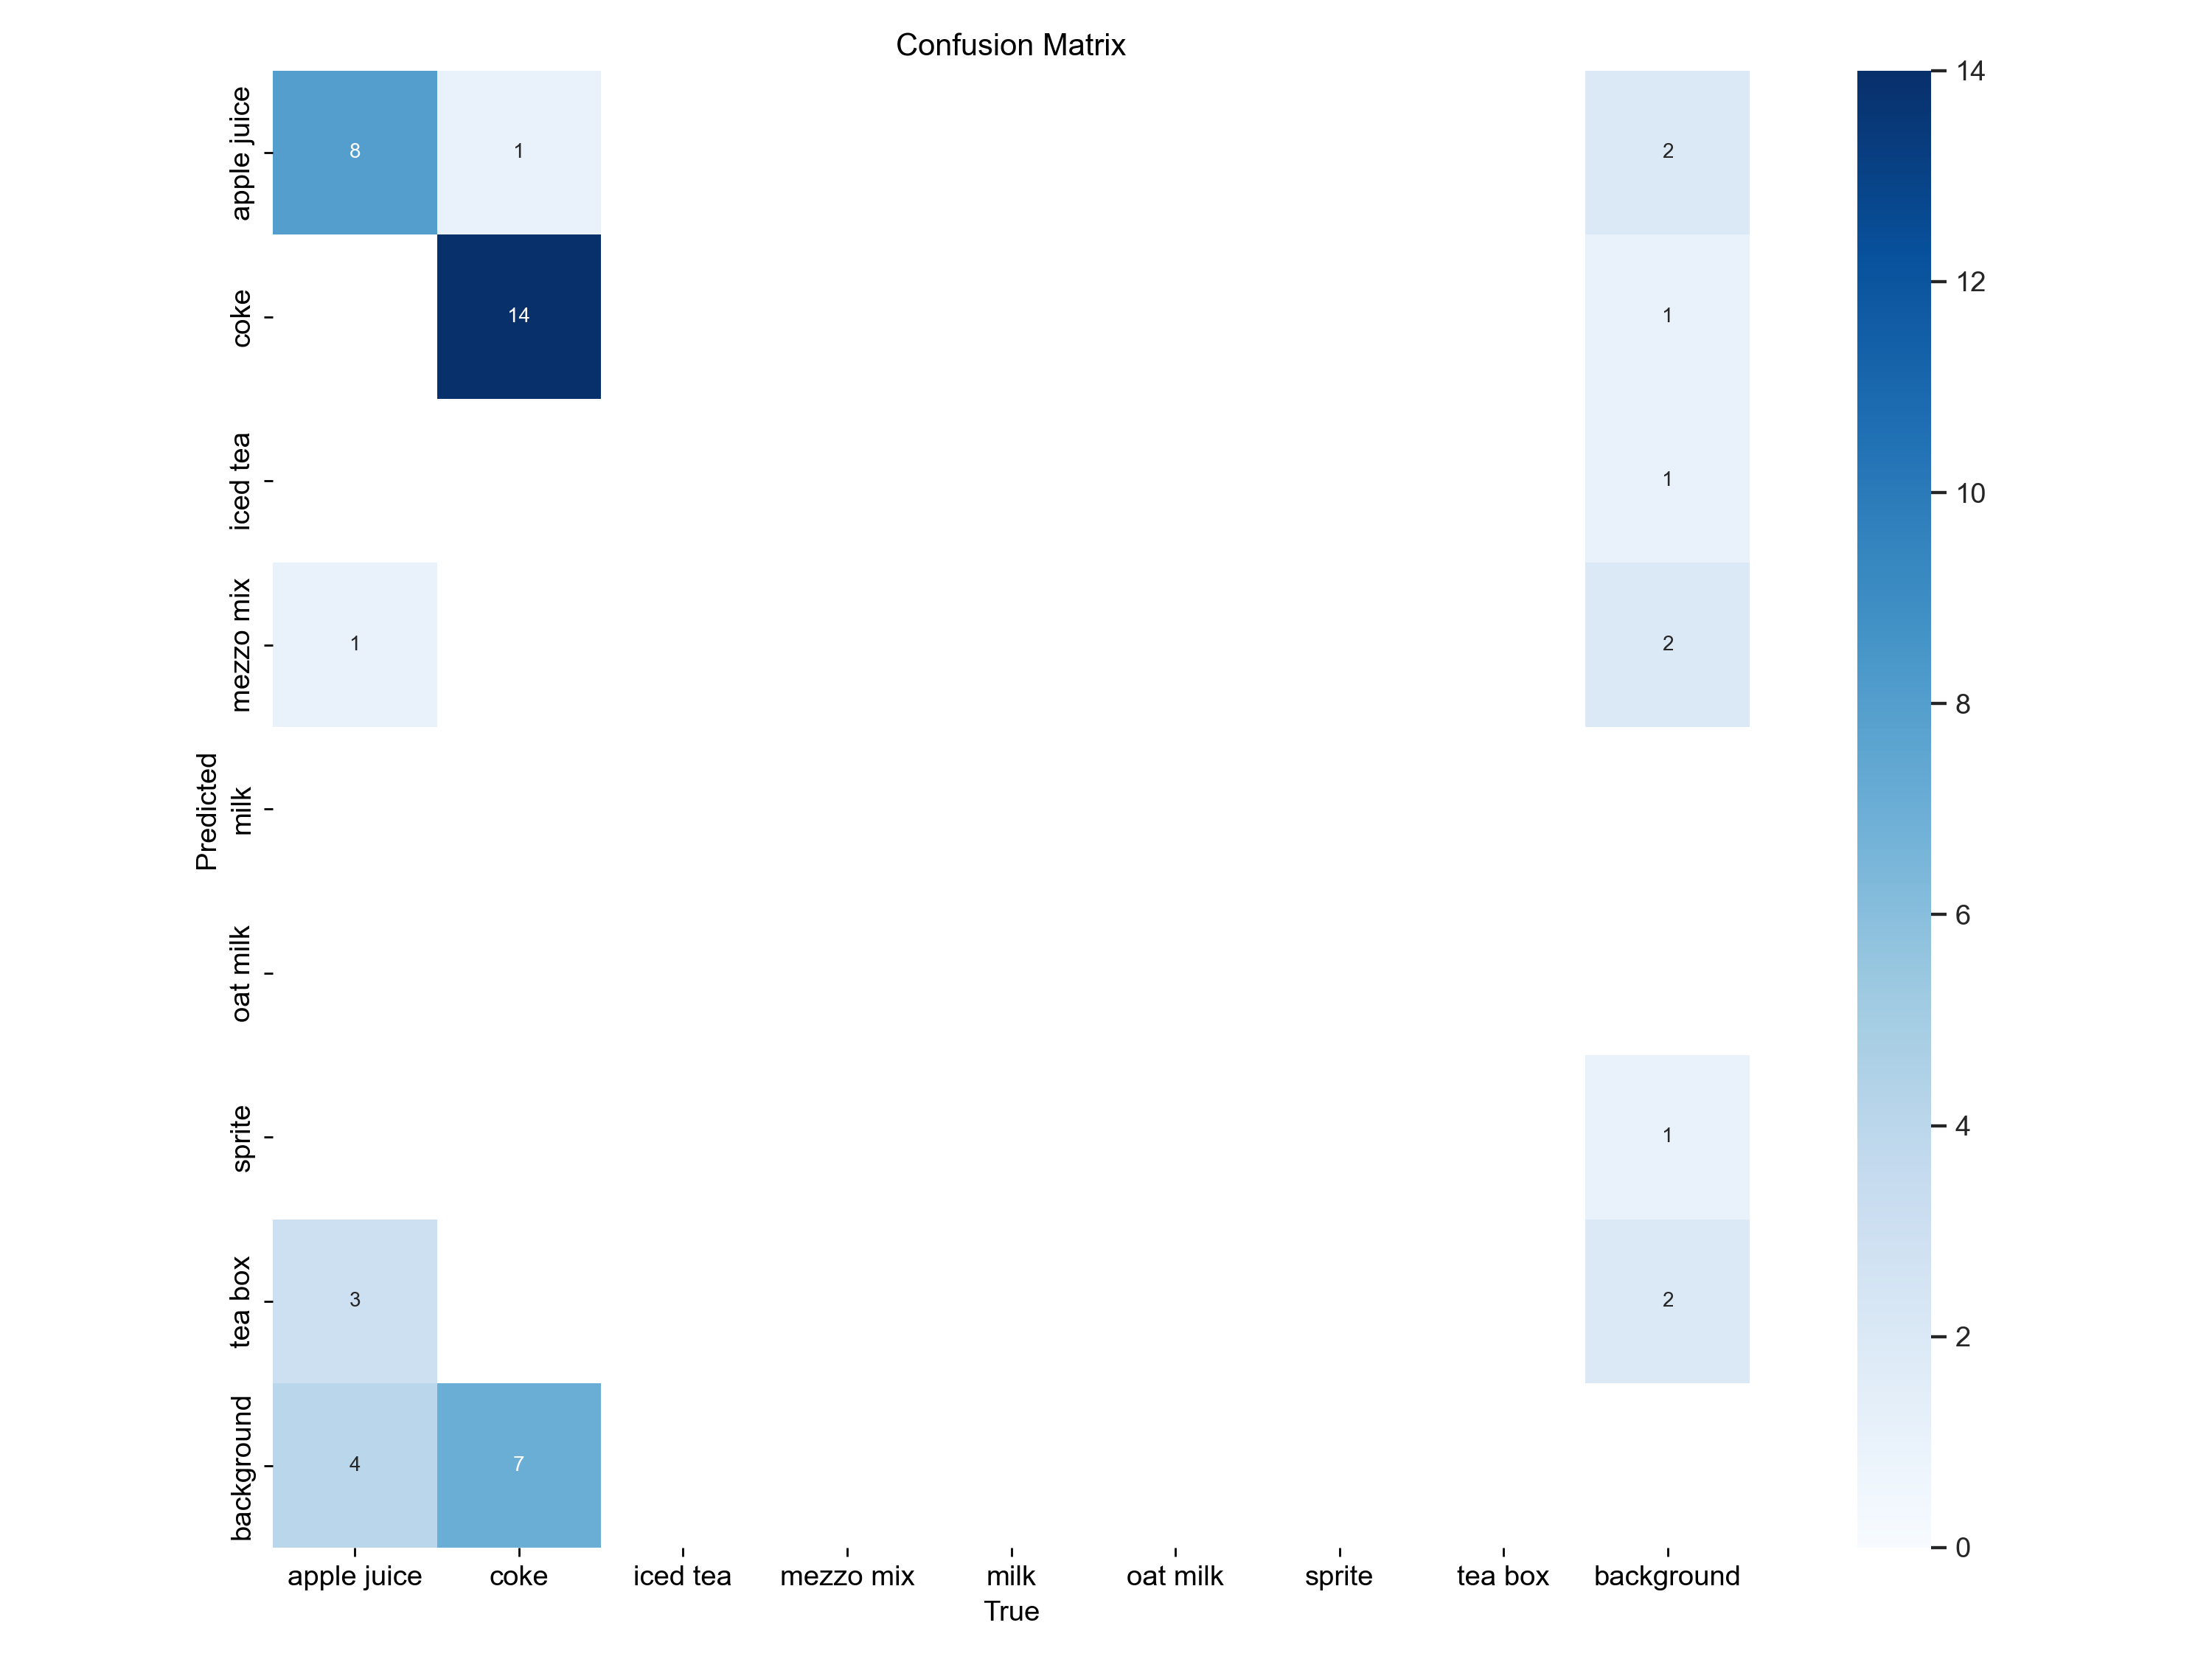 Confusion Matrix
apple juice
8
1
2
coke
14
1
iced tea
1
mezzo mix
1
2
milk
oat milk
sprite
1
tea box
3
2
background
4
7
Predicted
apple juice coke iced tea mezzo mix milk oat milk sprite tea box background
True
14
12
10
8
6
4
2
0